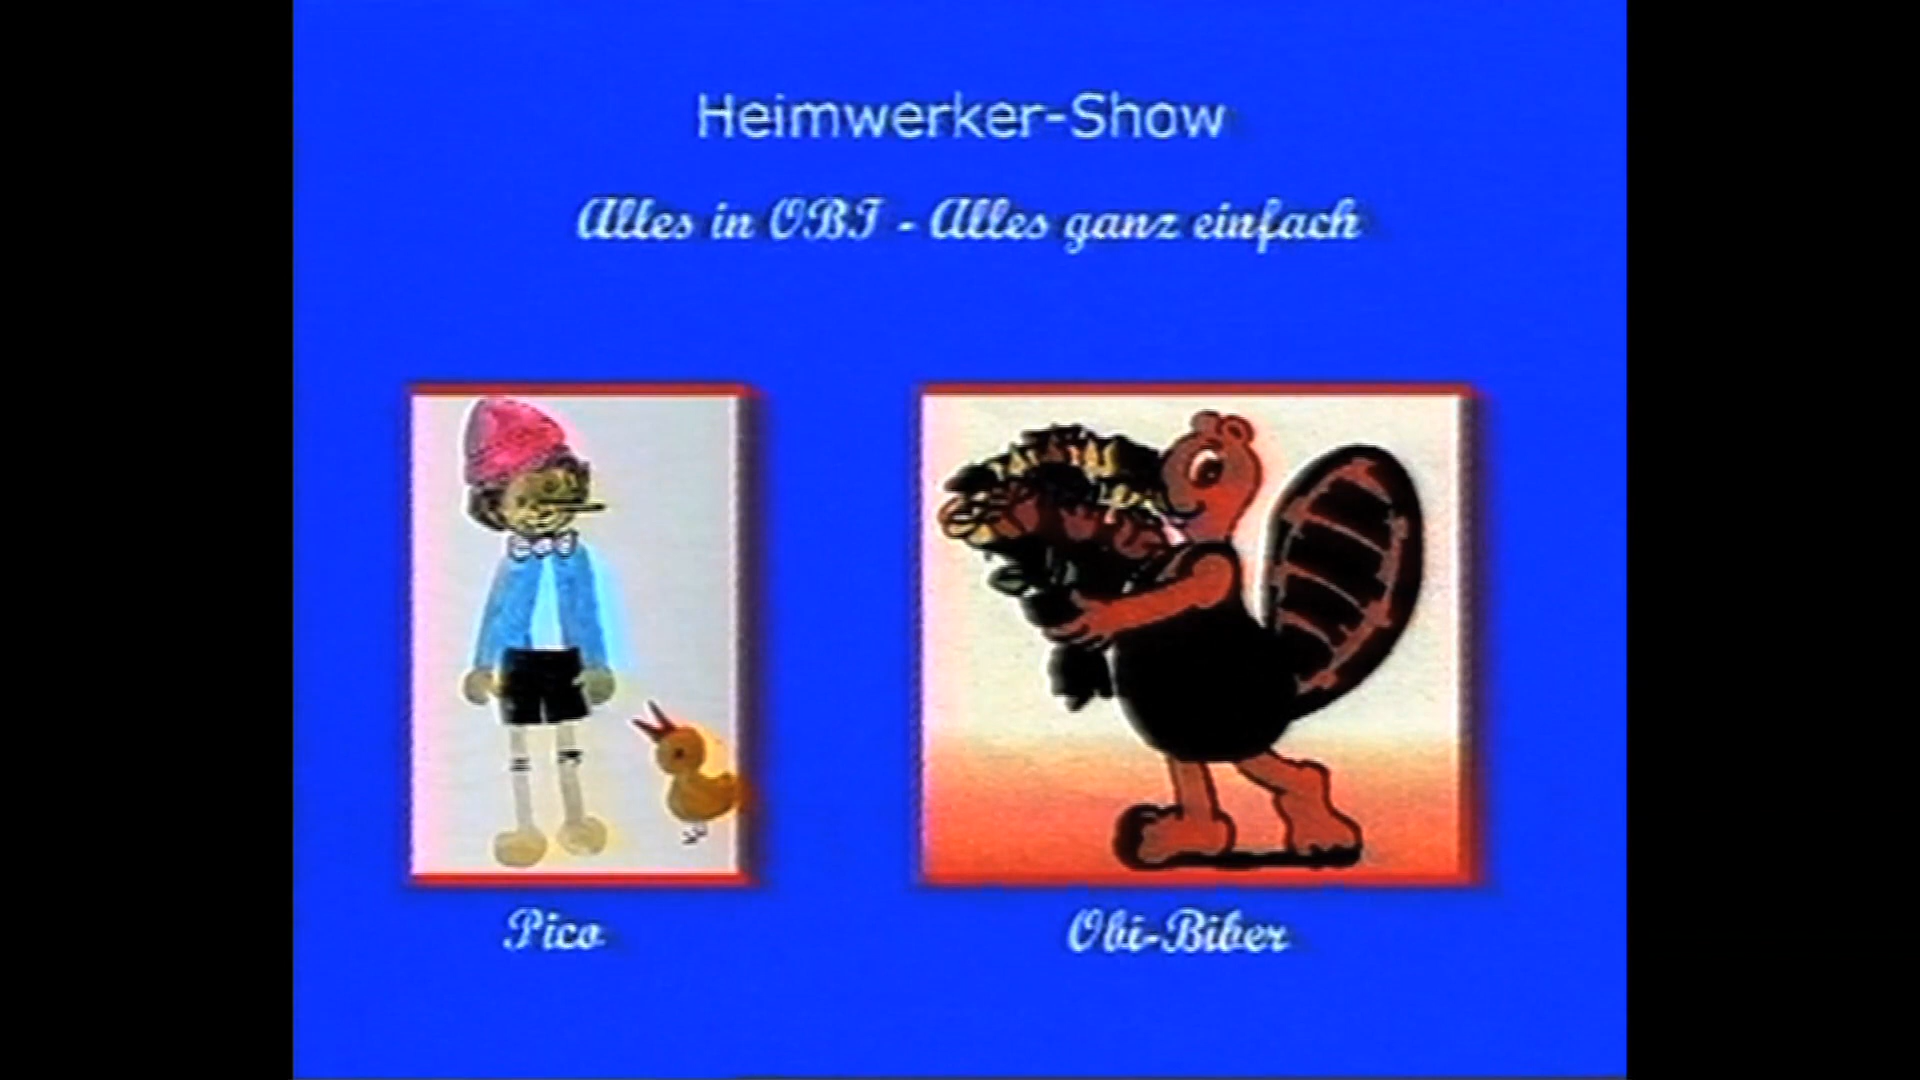 Heimwerker-Show
Alles in OBI - Alles ganz einfach
Pico
Obi-Biber